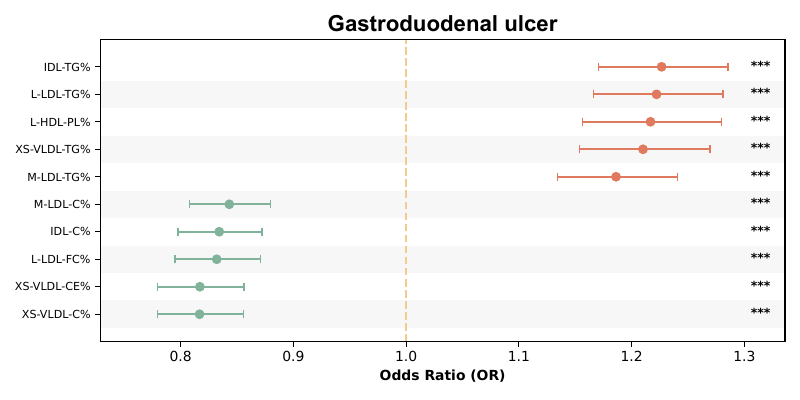 Gastroduodenal ulcer
IDL-TG% ***
L-LDL-TG% ***
L-HDL-PL% ***
XS-VLDL-TG% ***
M-LDL-TG% ***
M-LDL-C% ***
IDL-C% ***
L-LDL-FC% ***
XS-VLDL-CE% ***
XS-VLDL-C% ***
0.8 0.9 1.0 1.1 1.2 1.3
Odds Ratio (OR)